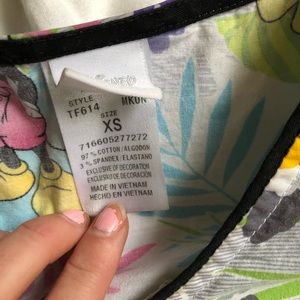 STYLE
TF614 MKUN
SIZE
XS
716605277272
97% COTTON/ALGODON
3% SPANDEX/ELASTANO
EXCLUSIVE OF DECORATION
EXCLUSIVO DE DECORACION
MADE IN VIETNAM
HECHO EN VIETNAM